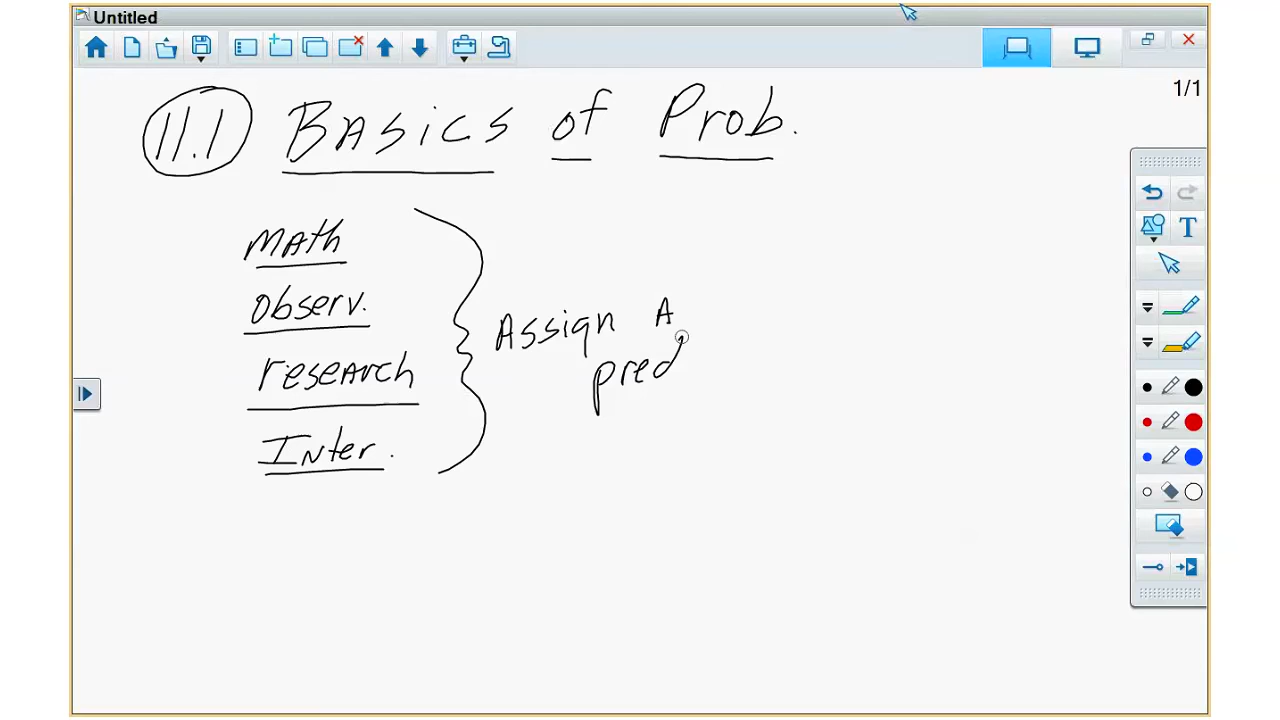 Untitled
1/1
11.1 Basics of Prob.
Math
observ.
research
Inter.
Assign A
pred
T